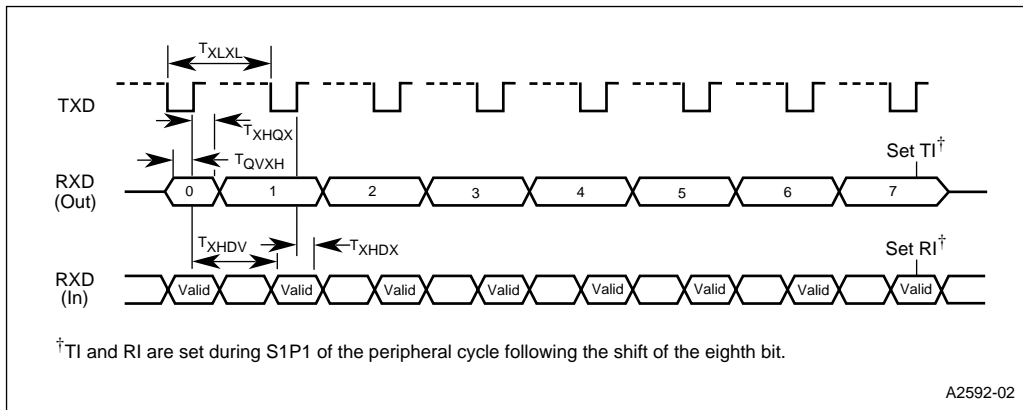 TXLXL
TXD
TXHQX
TQVXH
Set TI†
RXD
(Out)
0 1 2 3 4 5 6 7
TXHDV
TXHDX
Set RI†
RXD
(In)
Valid Valid Valid Valid Valid Valid Valid Valid
†TI and RI are set during S1P1 of the peripheral cycle following the shift of the eighth bit.
A2592-02